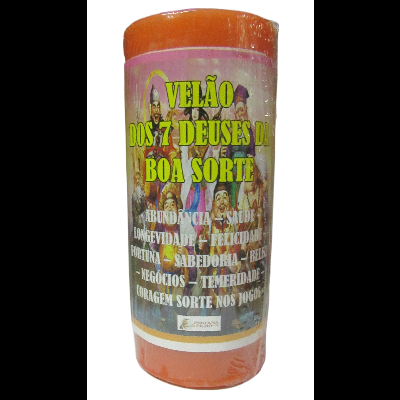 VELÃO
DOS 7 DEUSES DA
BOA SORTE
ABUNDÂNCIA – SAÚDE
LONGEVIDADE – FELICIDADE
FORTUNA – SABEDORIA –
– NEGÓCIOS – TEMERIDADE –
CORAGEM SORTE NOS JOGOS